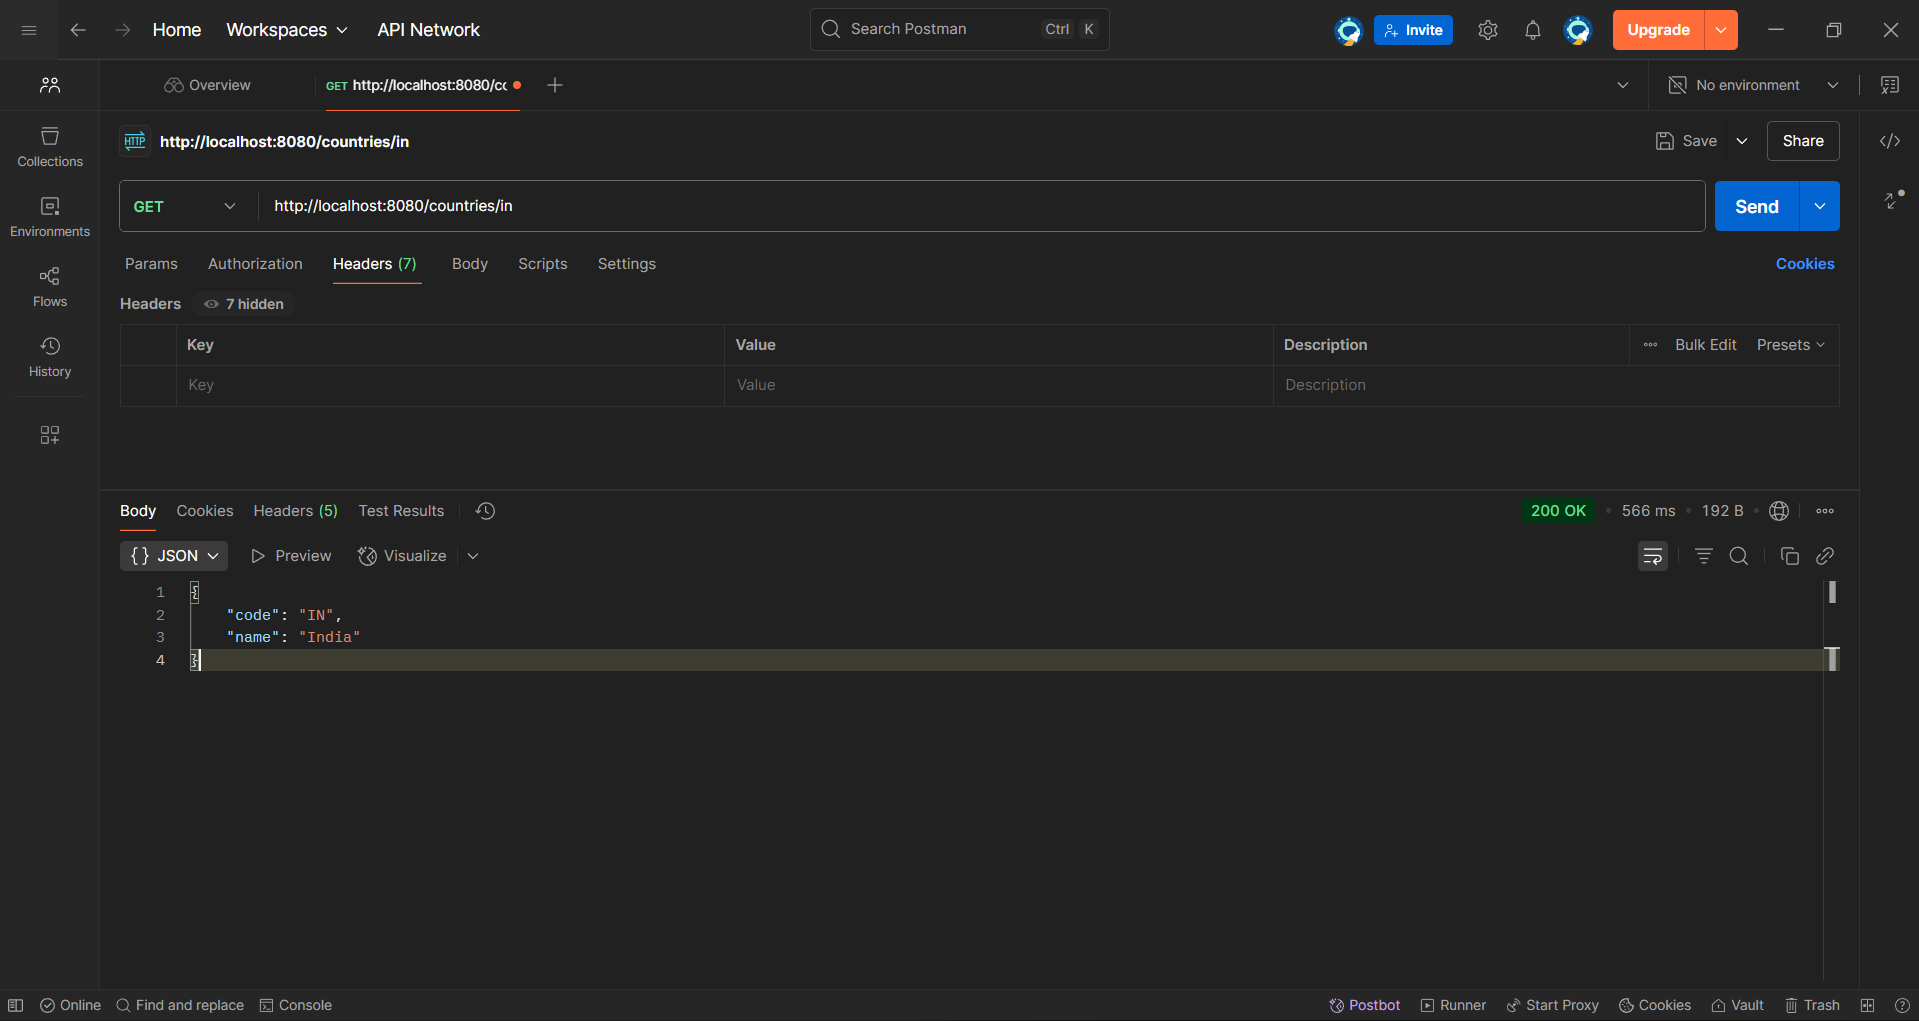 Home Workspaces API Network Search Postman Ctrl K Invite Upgrade
Overview GET http://localhost:8080/cc No environment
HTTP http://localhost:8080/countries/in Save Share
GET http://localhost:8080/countries/in Send
Collections
Environments
Flows
History
Params Authorization Headers (7) Body Scripts Settings Cookies
Headers 7 hidden
Key Value Description Bulk Edit Presets
Key Value Description
Body Cookies Headers (5) Test Results 200 OK 566 ms 192 B
{} JSON Preview Visualize
1 {
2 "code": "IN",
3 "name": "India"
4 }
Online Find and replace Console Postbot Runner Start Proxy Cookies Vault Trash